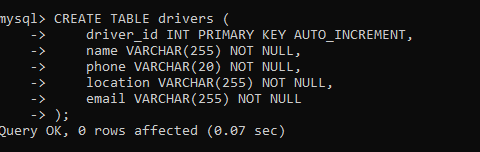 mysql> CREATE TABLE drivers (
    ->     driver_id INT PRIMARY KEY AUTO_INCREMENT,
    ->     name VARCHAR(255) NOT NULL,
    ->     phone VARCHAR(20) NOT NULL,
    ->     location VARCHAR(255) NOT NULL,
    ->     email VARCHAR(255) NOT NULL
    -> );
Query OK, 0 rows affected (0.07 sec)